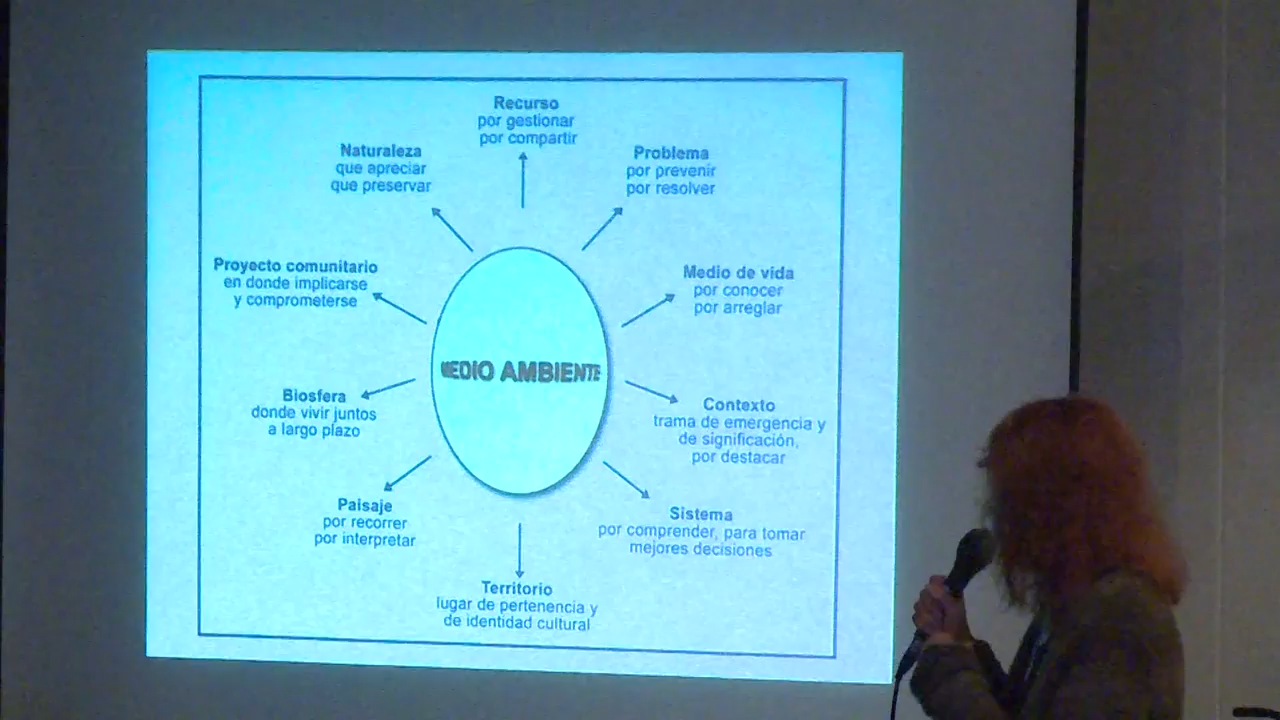 Recurso
por gestionar
por compartir
Naturaleza
que apreciar
que preservar
Problema
por prevenir
por resolver
Proyecto comunitario
en donde implicarse
y comprometerse
Medio de vida
por conocer
por arreglar
MEDIO AMBIENTE
Biosfera
donde vivir juntos
a largo plazo
Contexto
trama de emergencia y
de significación,
por destacar
Paisaje
por recorrer
por interpretar
Sistema
por comprender, para tomar
mejores decisiones
Territorio
lugar de pertenencia y
de identidad cultural